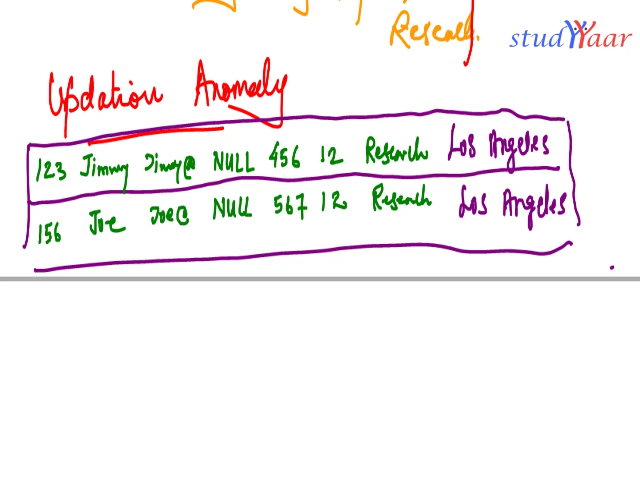 Research
studYYaar
Updation Anomaly
123 Jimmy Jimmy@ NULL 456 12 Research Los Angeles
156 Joe Joe@ NULL 567 12 Research Los Angeles